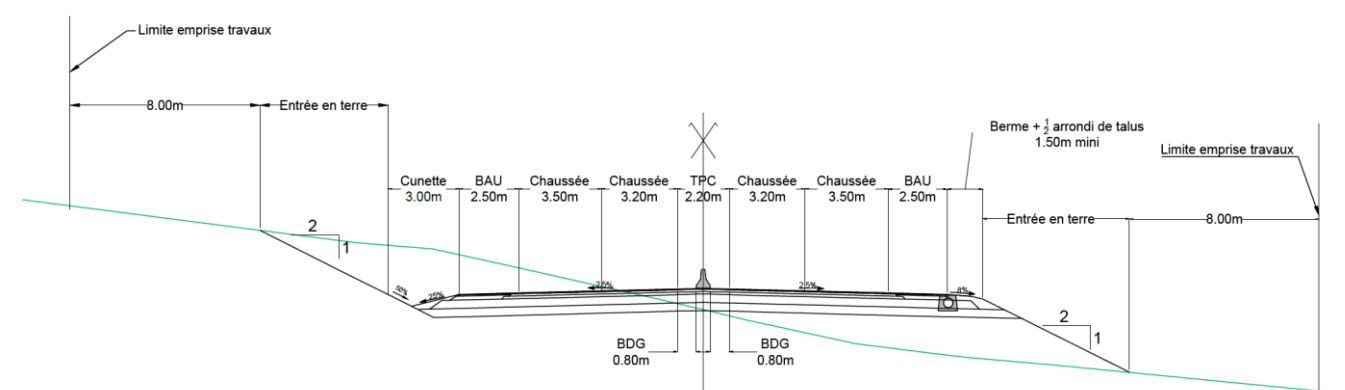 Limite emprise travaux
8.00m
Entrée en terre
Berme + 1/2 arrondi de talus
1.50m mini
Limite emprise travaux
Cunette
3.00m
BAU
2.50m
Chaussée
3.50m
Chaussée
3.20m
TPC
2.20m
Chaussée
3.20m
Chaussée
3.50m
BAU
2.50m
Entrée en terre
8.00m
2
1
50%
25%
2.5%
2.5%
4%
2
1
BDG
0.80m
BDG
0.80m